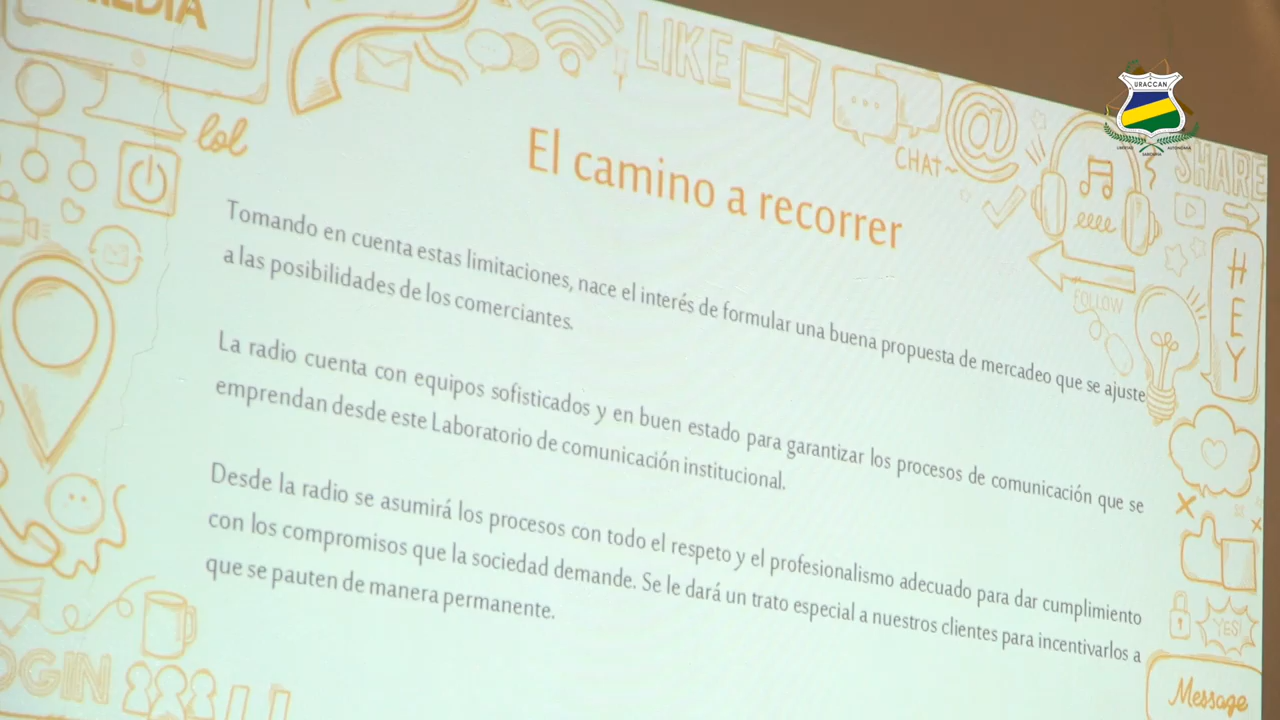 MEDIA
LIKE
lol
CHAT~
SHARE
URACCAN
El camino a recorrer
HEY
FOLLOW
Tomando en cuenta estas limitaciones, nace el interés de formular una buena propuesta de mercadeo que se ajuste
a las posibilidades de los comerciantes.
La radio cuenta con equipos sofisticados y en buen estado para garantizar los procesos de comunicación que se
emprendan desde este Laboratorio de comunicación institucional.
Desde la radio se asumirá los procesos con todo el respeto y el profesionalismo adecuado para dar cumplimiento
con los compromisos que la sociedad demande. Se le dará un trato especial a nuestros clientes para incentivarlos a
que se pauten de manera permanente.
YES!
OGIN
Message